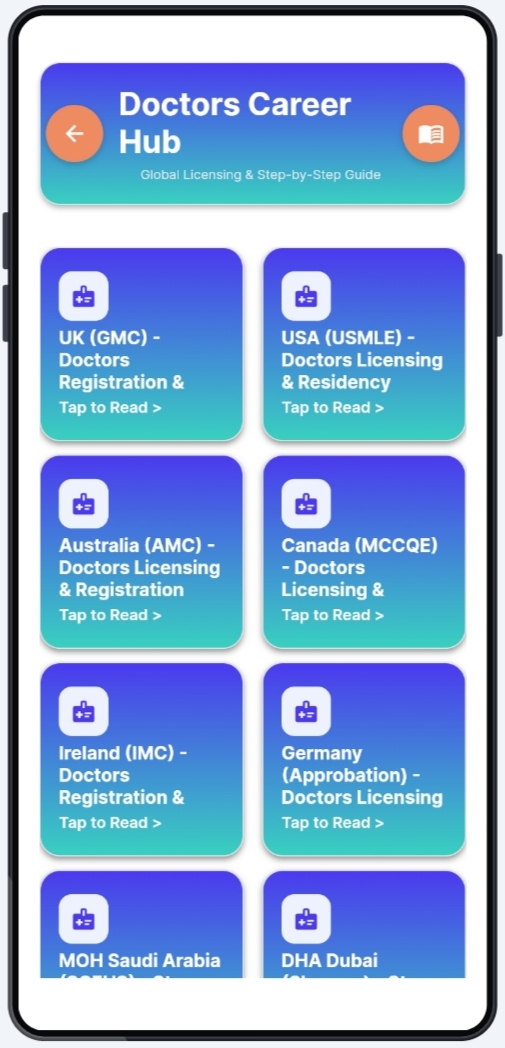 Doctors Career
Hub
Global Licensing & Step-by-Step Guide
UK (GMC) -
Doctors
Registration &
Tap to Read >
USA (USMLE) -
Doctors Licensing
& Residency
Tap to Read >
Australia (AMC) -
Doctors Licensing
& Registration
Tap to Read >
Canada (MCCQE)
- Doctors
Licensing &
Tap to Read >
Ireland (IMC) -
Doctors
Registration &
Tap to Read >
Germany
(Approbation) -
Doctors Licensing
Tap to Read >
MOH Saudi Arabia
DHA Dubai